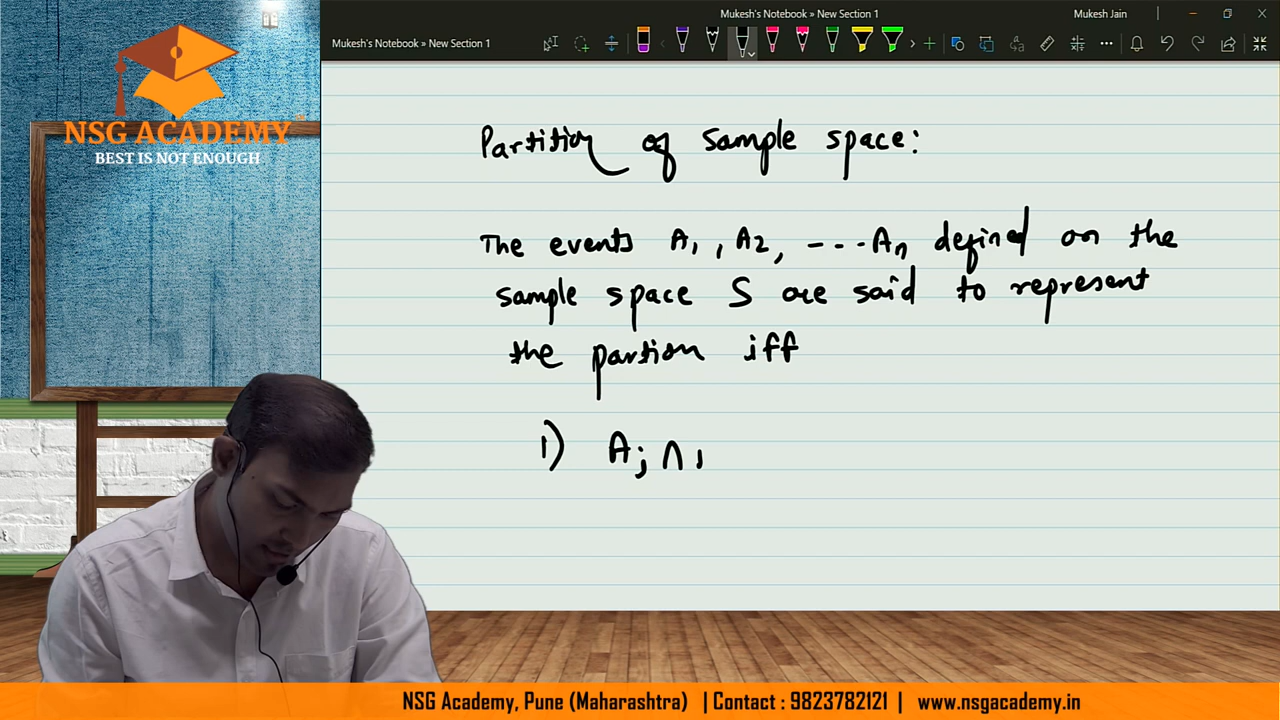 Mukesh's Notebook » New Section 1
Mukesh Jain
Mukesh's Notebook » New Section 1
NSG ACADEMY
BEST IS NOT ENOUGH
Partition of sample space:
The events A1, A2, ---An defined on the
sample space S are said to represent
the partion iff
1) Ai ∩
NSG Academy, Pune (Maharashtra) | Contact : 9823782121 | www.nsgacademy.in